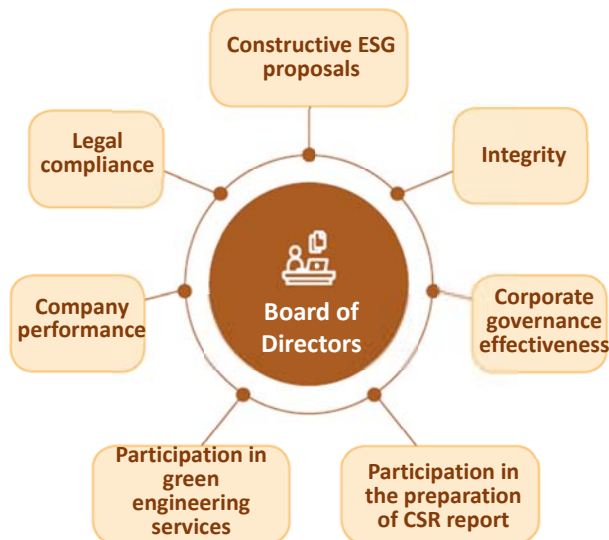 Constructive ESG
proposals
Legal
compliance
Integrity
Company
performance
Board of
Directors
Corporate
governance
effectiveness
Participation in
green
engineering
services
Participation in
the preparation
of CSR report